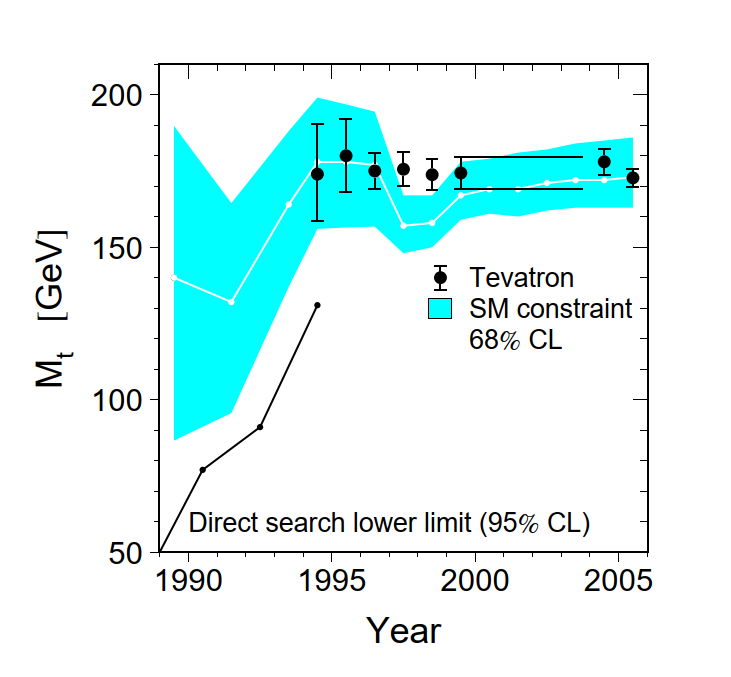 200
150
100
50
M_t [GeV]
Tevatron
SM constraint
68% CL
Direct search lower limit (95% CL)
1990 1995 2000 2005
Year